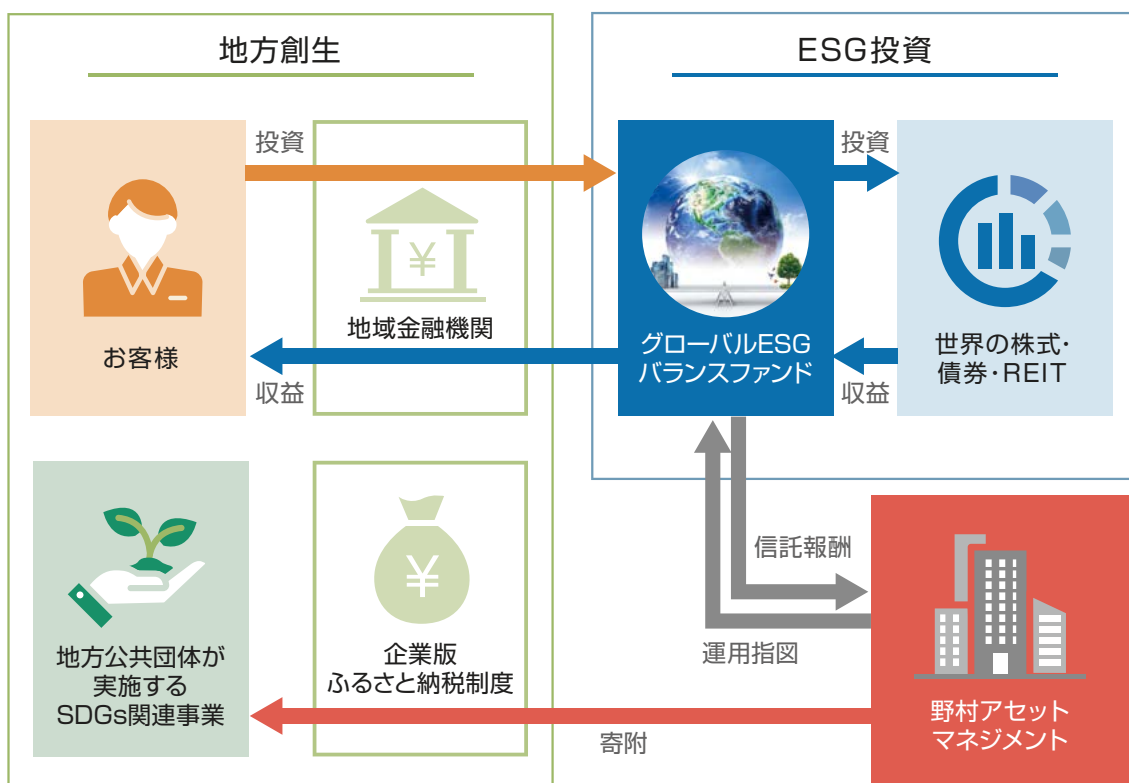 地方創生
ESG投資
投資
投資
¥
お客様
地域金融機関
グローバルESG
バランスファンド
世界の株式・
債券・REIT
収益
収益
¥
信託報酬
運用指図
地方公共団体が
実施する
SDGs関連事業
企業版
ふるさと納税制度
野村アセット
マネジメント
寄附